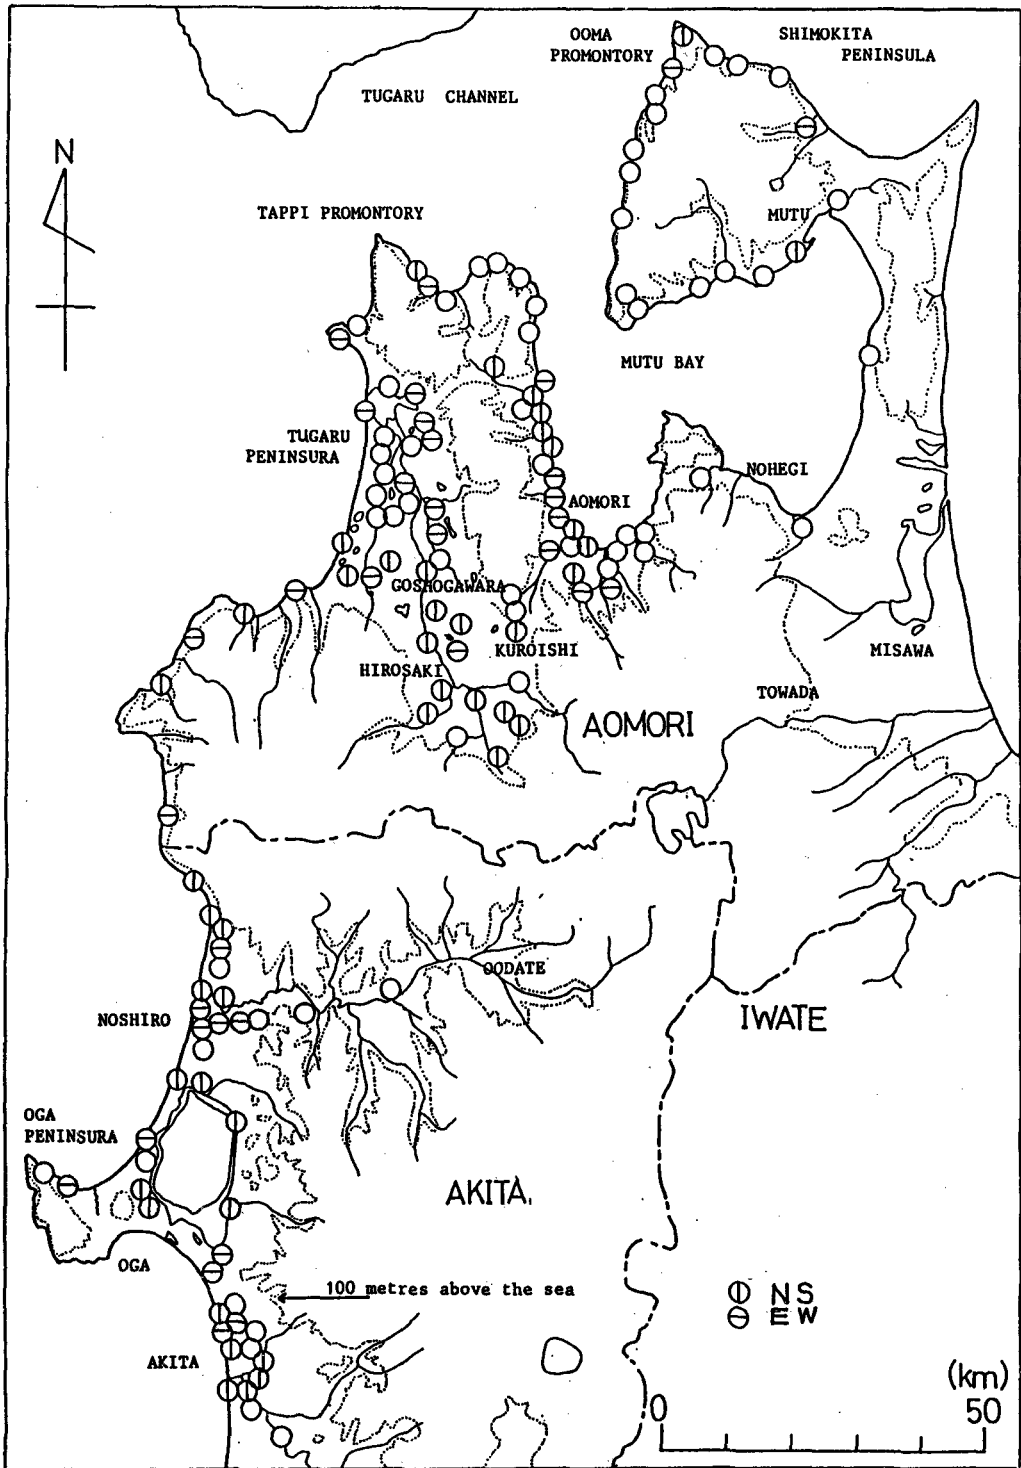 OOMA
PROMONTORY
SHIMOKITA
PENINSULA
TUGARU CHANNEL
N
TAPPI PROMONTORY
MUTU
MUTU BAY
TUGARU
PENINSURA
NOHEGI
AOMORI
GOSHOGAWARA
KUROISHI
HIROSAKI
MISAWA
TOWADA
AOMORI
OODATE
NOSHIRO
IWATE
OGA
PENINSURA
AKITA
OGA
100 metres above the sea
NS
EW
AKITA
(km)
0 50